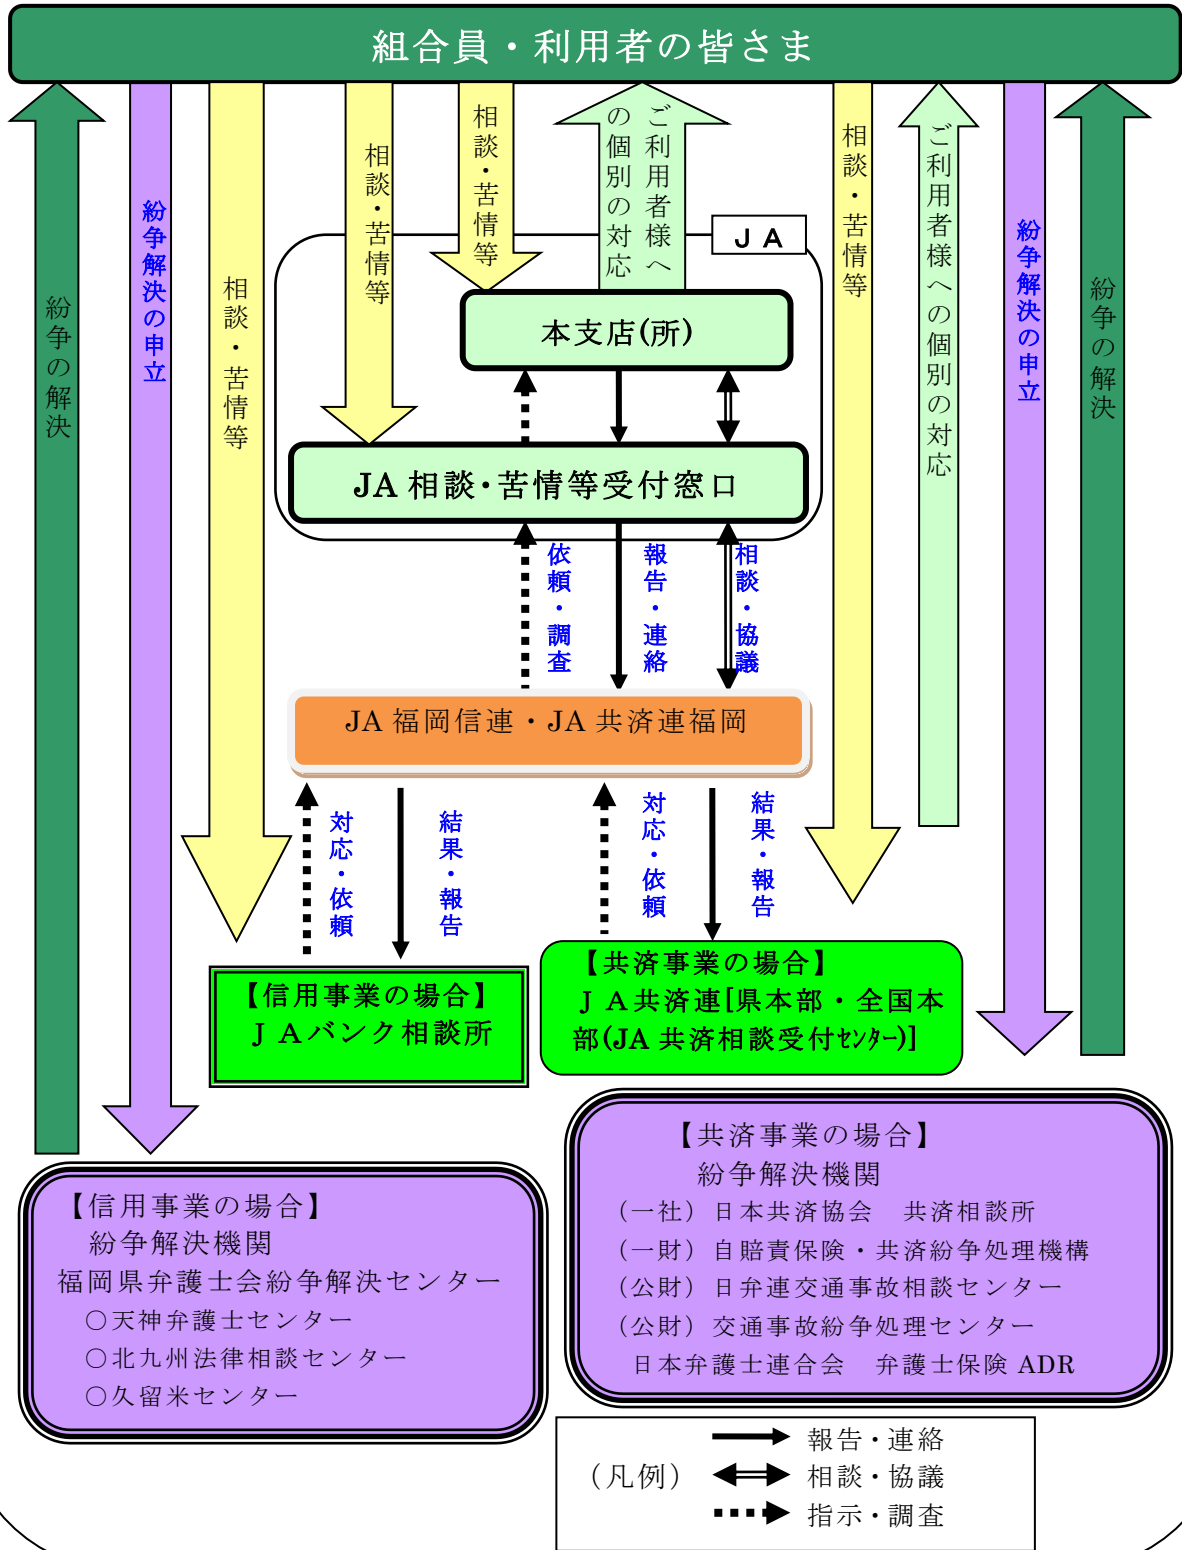 組合員・利用者の皆さま
紛争の解決
紛争解決の申立
相談・苦情等
相談・苦情等
相談・苦情等
ご利用者様へ
の個別の対応
相談・苦情等
ご利用者様への個別の対応
紛争解決の申立
紛争の解決
ＪＡ
本支店(所)
JA 相談・苦情等受付窓口
依頼・調査
報告・連絡
相談・協議
JA 福岡信連・JA 共済連福岡
対応・依頼
結果・報告
対応・依頼
結果・報告
【信用事業の場合】
ＪＡバンク相談所
【共済事業の場合】
ＪＡ共済連[県本部・全国本
部(JA 共済相談受付ｾﾝﾀｰ)]
【信用事業の場合】
紛争解決機関
福岡県弁護士会紛争解決センター
○天神弁護士センター
○北九州法律相談センター
○久留米センター
【共済事業の場合】
紛争解決機関
（一社）日本共済協会　共済相談所
（一財）自賠責保険・共済紛争処理機構
（公財）日弁連交通事故相談センター
（公財）交通事故紛争処理センター
日本弁護士連合会　弁護士保険 ADR
（凡例）
報告・連絡
相談・協議
指示・調査